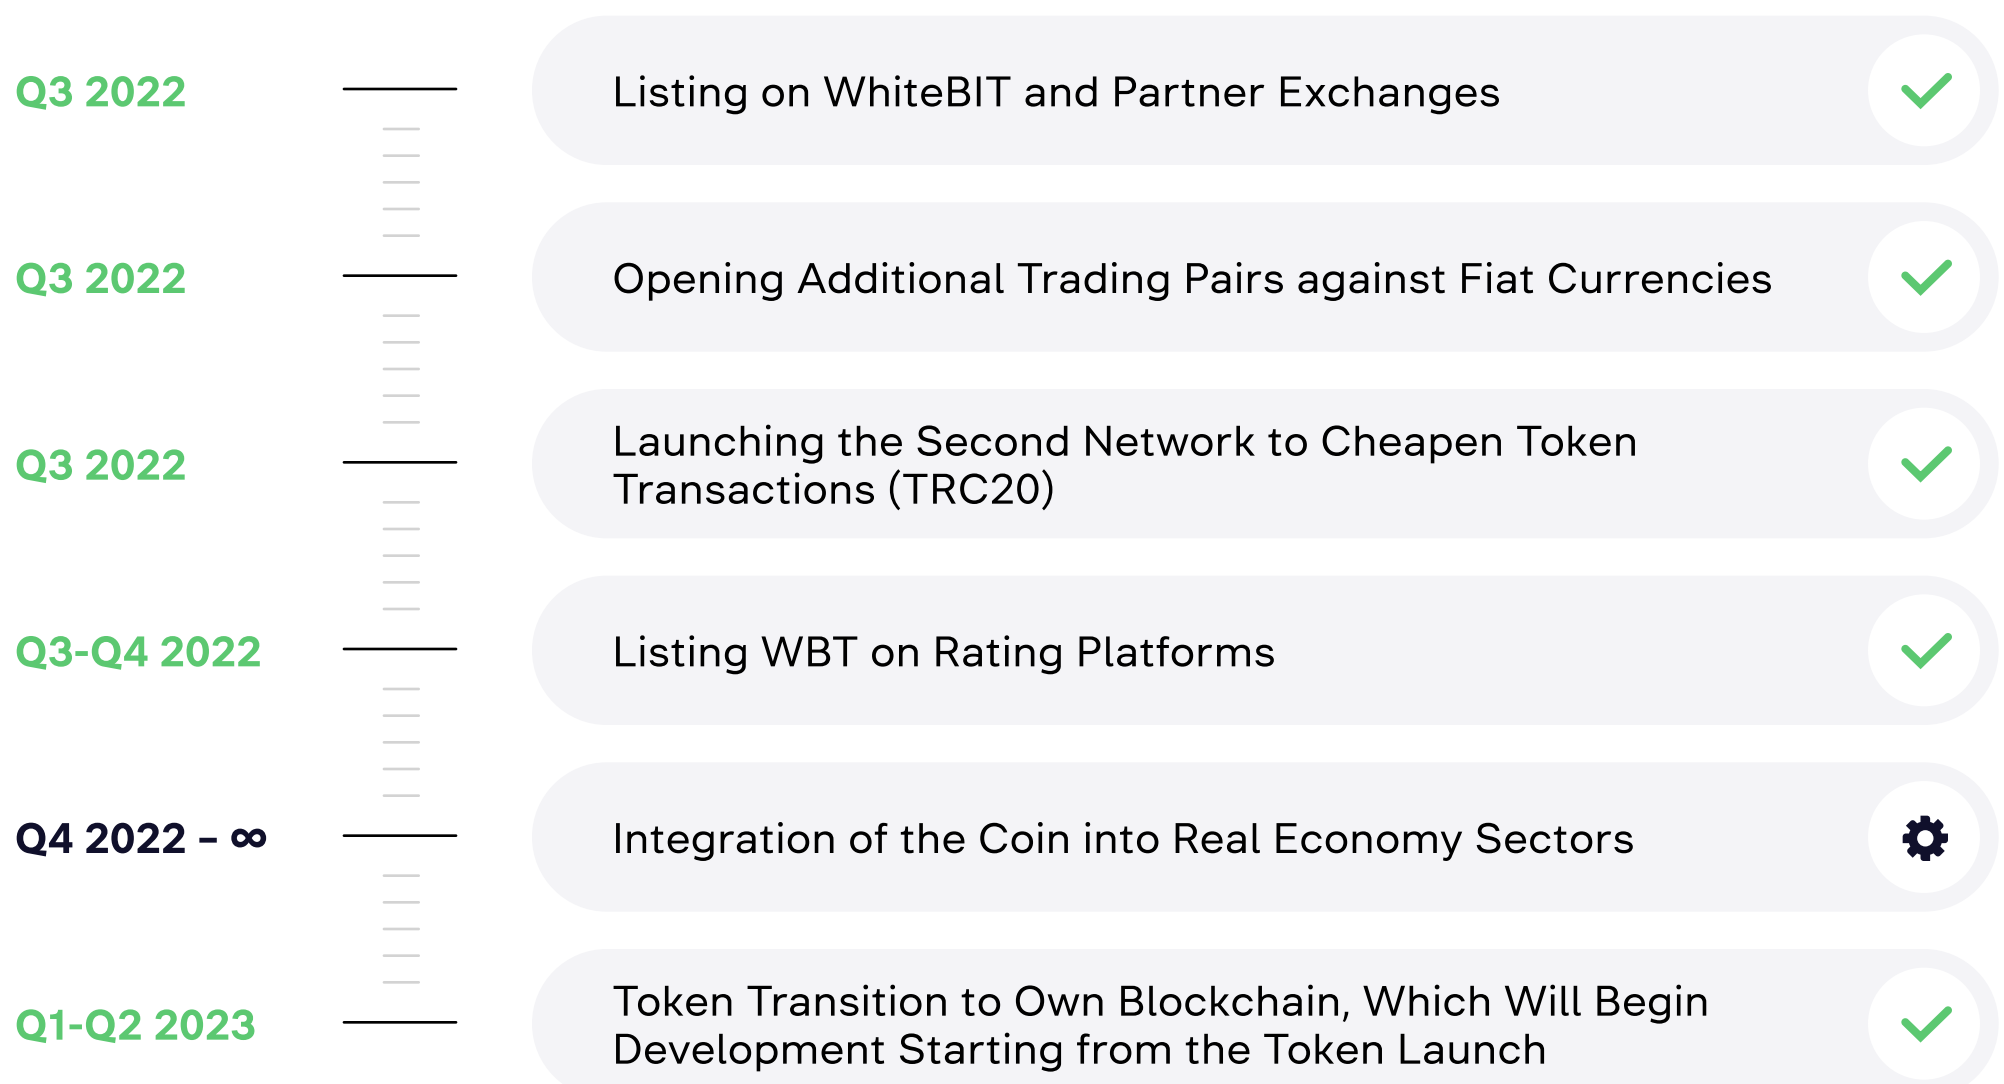 Q3 2022
Listing on WhiteBIT and Partner Exchanges
Q3 2022
Opening Additional Trading Pairs against Fiat Currencies
Q3 2022
Launching the Second Network to Cheapen Token
Transactions (TRC20)
Q3-Q4 2022
Listing WBT on Rating Platforms
Q4 2022 – ∞
Integration of the Coin into Real Economy Sectors
Q1-Q2 2023
Token Transition to Own Blockchain, Which Will Begin
Development Starting from the Token Launch